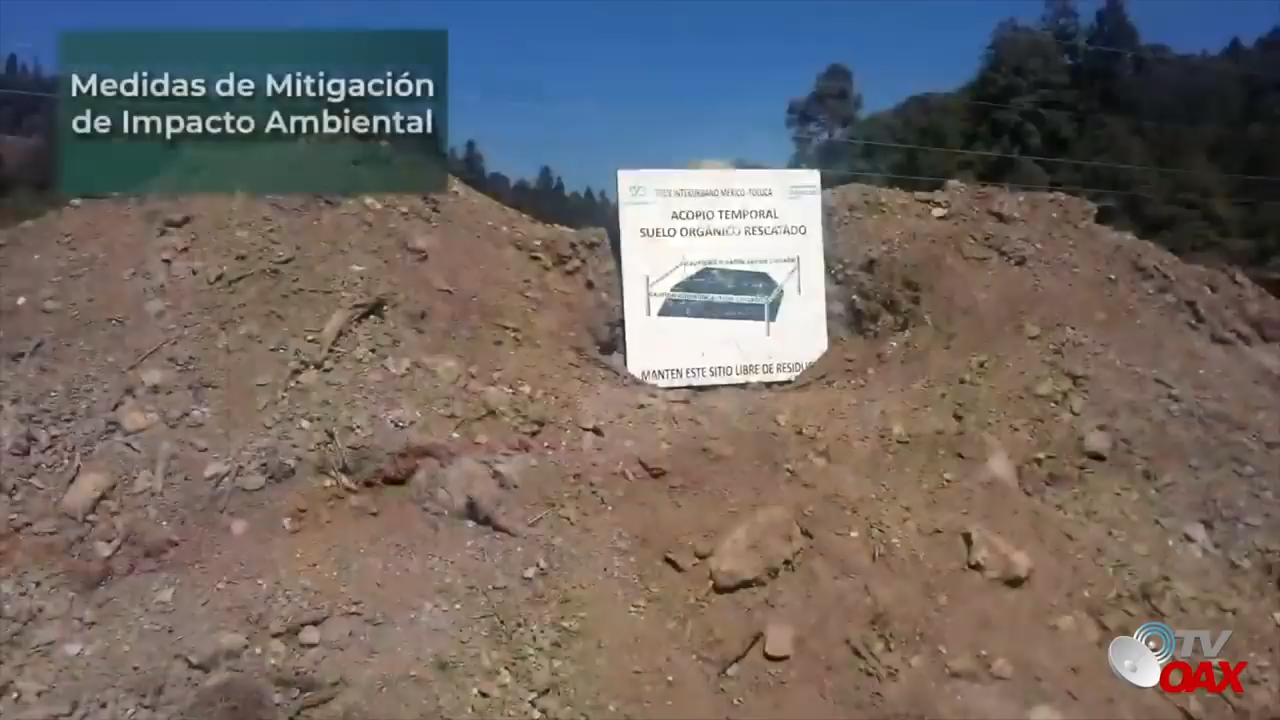 Medidas de Mitigación
de Impacto Ambiental
TREN INTERURBANO MÉXICO-TOLUCA
ACOPIO TEMPORAL
SUELO ORGÁNICO RESCATADO
MANTEN ESTE SITIO LIBRE DE RESIDUO
TV
OAX